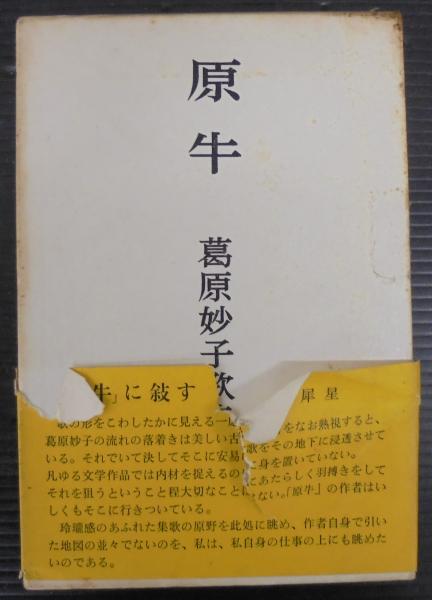 原牛
葛原妙子歌
牛」に敍す
犀星
歌の形をこわしたかに見える一 をなお熟視すると、
葛原妙子の流れの落着きは美しい古 歌をその地下に浸透させて
いる。それでいて決してそこに安易 に身を置いていない。
凡ゆる文学作品では内材を捉えるの にあたらしく羽搏きをして
それを狙うということ程大切なことは ない。「原牛」の作者はい
しくもそこに行きついている。
玲瓏感のあふれた集歌の原野を此処に眺め、作者自身で引い
た地図の並々でないのを、私は、私自身の仕事の上にも眺めた
いのである。